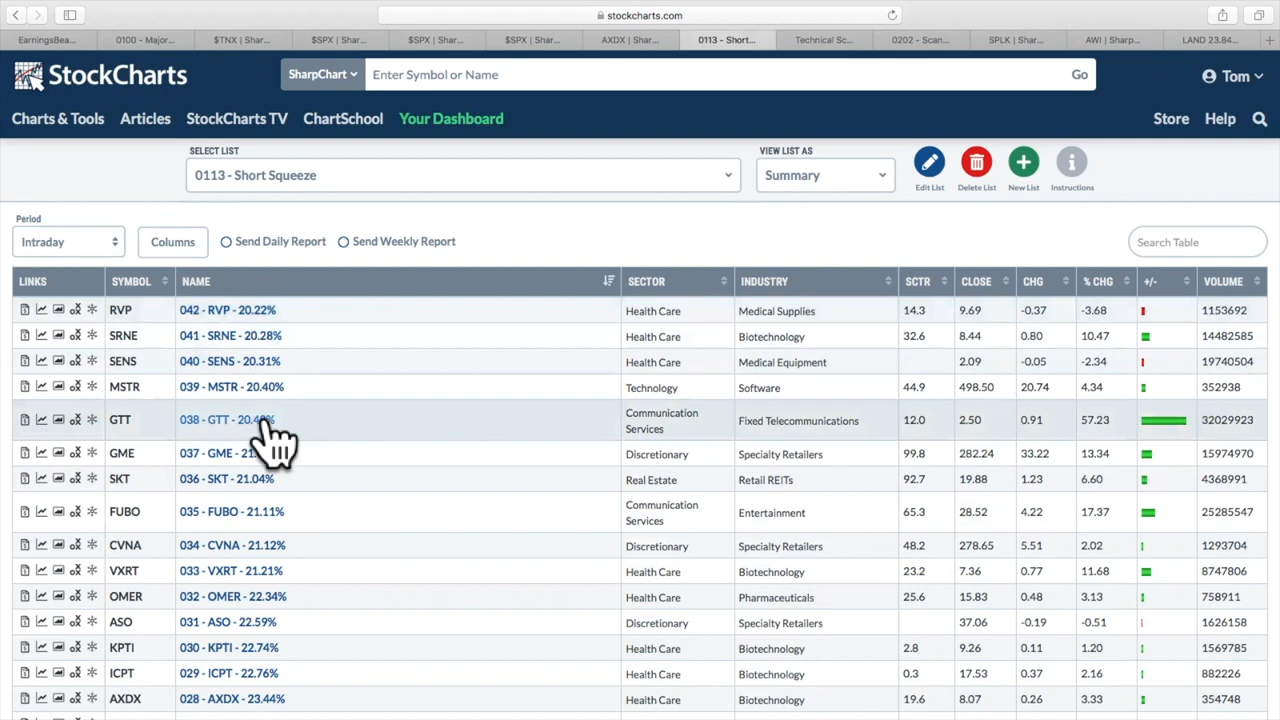 stockcharts.com
EarningsBea... 0100 - Major... $TNX | Shar... $SPX | Shar... $SPX | Shar... $SPX | Shar... AXDX | Shar... 0113 - Short... Technical Sc... 0202 - Scan... SPLK | Shar... AWI | Sharp... LAND 23.84...
StockCharts SharpChart Enter Symbol or Name Go Tom
Charts & Tools Articles StockCharts TV ChartSchool Your Dashboard Store Help
SELECT LIST VIEW LIST AS
0113 - Short Squeeze Summary
Edit List Delete List New List Instructions
Period
Intraday Columns Send Daily Report Send Weekly Report Search Table
LINKS SYMBOL NAME SECTOR INDUSTRY SCTR CLOSE CHG % CHG +/- VOLUME
RVP 042 - RVP - 20.22% Health Care Medical Supplies 14.3 9.69 -0.37 -3.68 1153692
SRNE 041 - SRNE - 20.28% Health Care Biotechnology 32.6 8.44 0.80 10.47 14482585
SENS 040 - SENS - 20.31% Health Care Medical Equipment 2.09 -0.05 -2.34 19740504
MSTR 039 - MSTR - 20.40% Technology Software 44.9 498.50 20.74 4.34 352938
GTT 038 - GTT - Communication Services Fixed Telecommunications 12.0 2.50 0.91 57.23 32029923
GME 037 - GME - Discretionary Specialty Retailers 99.8 282.24 33.22 13.34 15974970
SKT 036 - SKT - 21.04% Real Estate Retail REITs 92.7 19.88 1.23 6.60 4368991
FUBO 035 - FUBO - 21.11% Communication Services Entertainment 65.3 28.52 4.22 17.37 25285547
CVNA 034 - CVNA - 21.12% Discretionary Specialty Retailers 48.2 278.65 5.51 2.02 1293704
VXRT 033 - VXRT - 21.21% Health Care Biotechnology 23.2 7.36 0.77 11.68 8747806
OMER 032 - OMER - 22.34% Health Care Pharmaceuticals 25.6 15.83 0.48 3.13 758911
ASO 031 - ASO - 22.59% Discretionary Specialty Retailers 37.06 -0.19 -0.51 1626158
KPTI 030 - KPTI - 22.74% Health Care Biotechnology 2.8 9.26 0.11 1.20 1569785
ICPT 029 - ICPT - 22.76% Health Care Biotechnology 0.3 17.53 0.37 2.16 882226
AXDX 028 - AXDX - 23.44% Health Care Biotechnology 19.6 8.07 0.26 3.33 354748